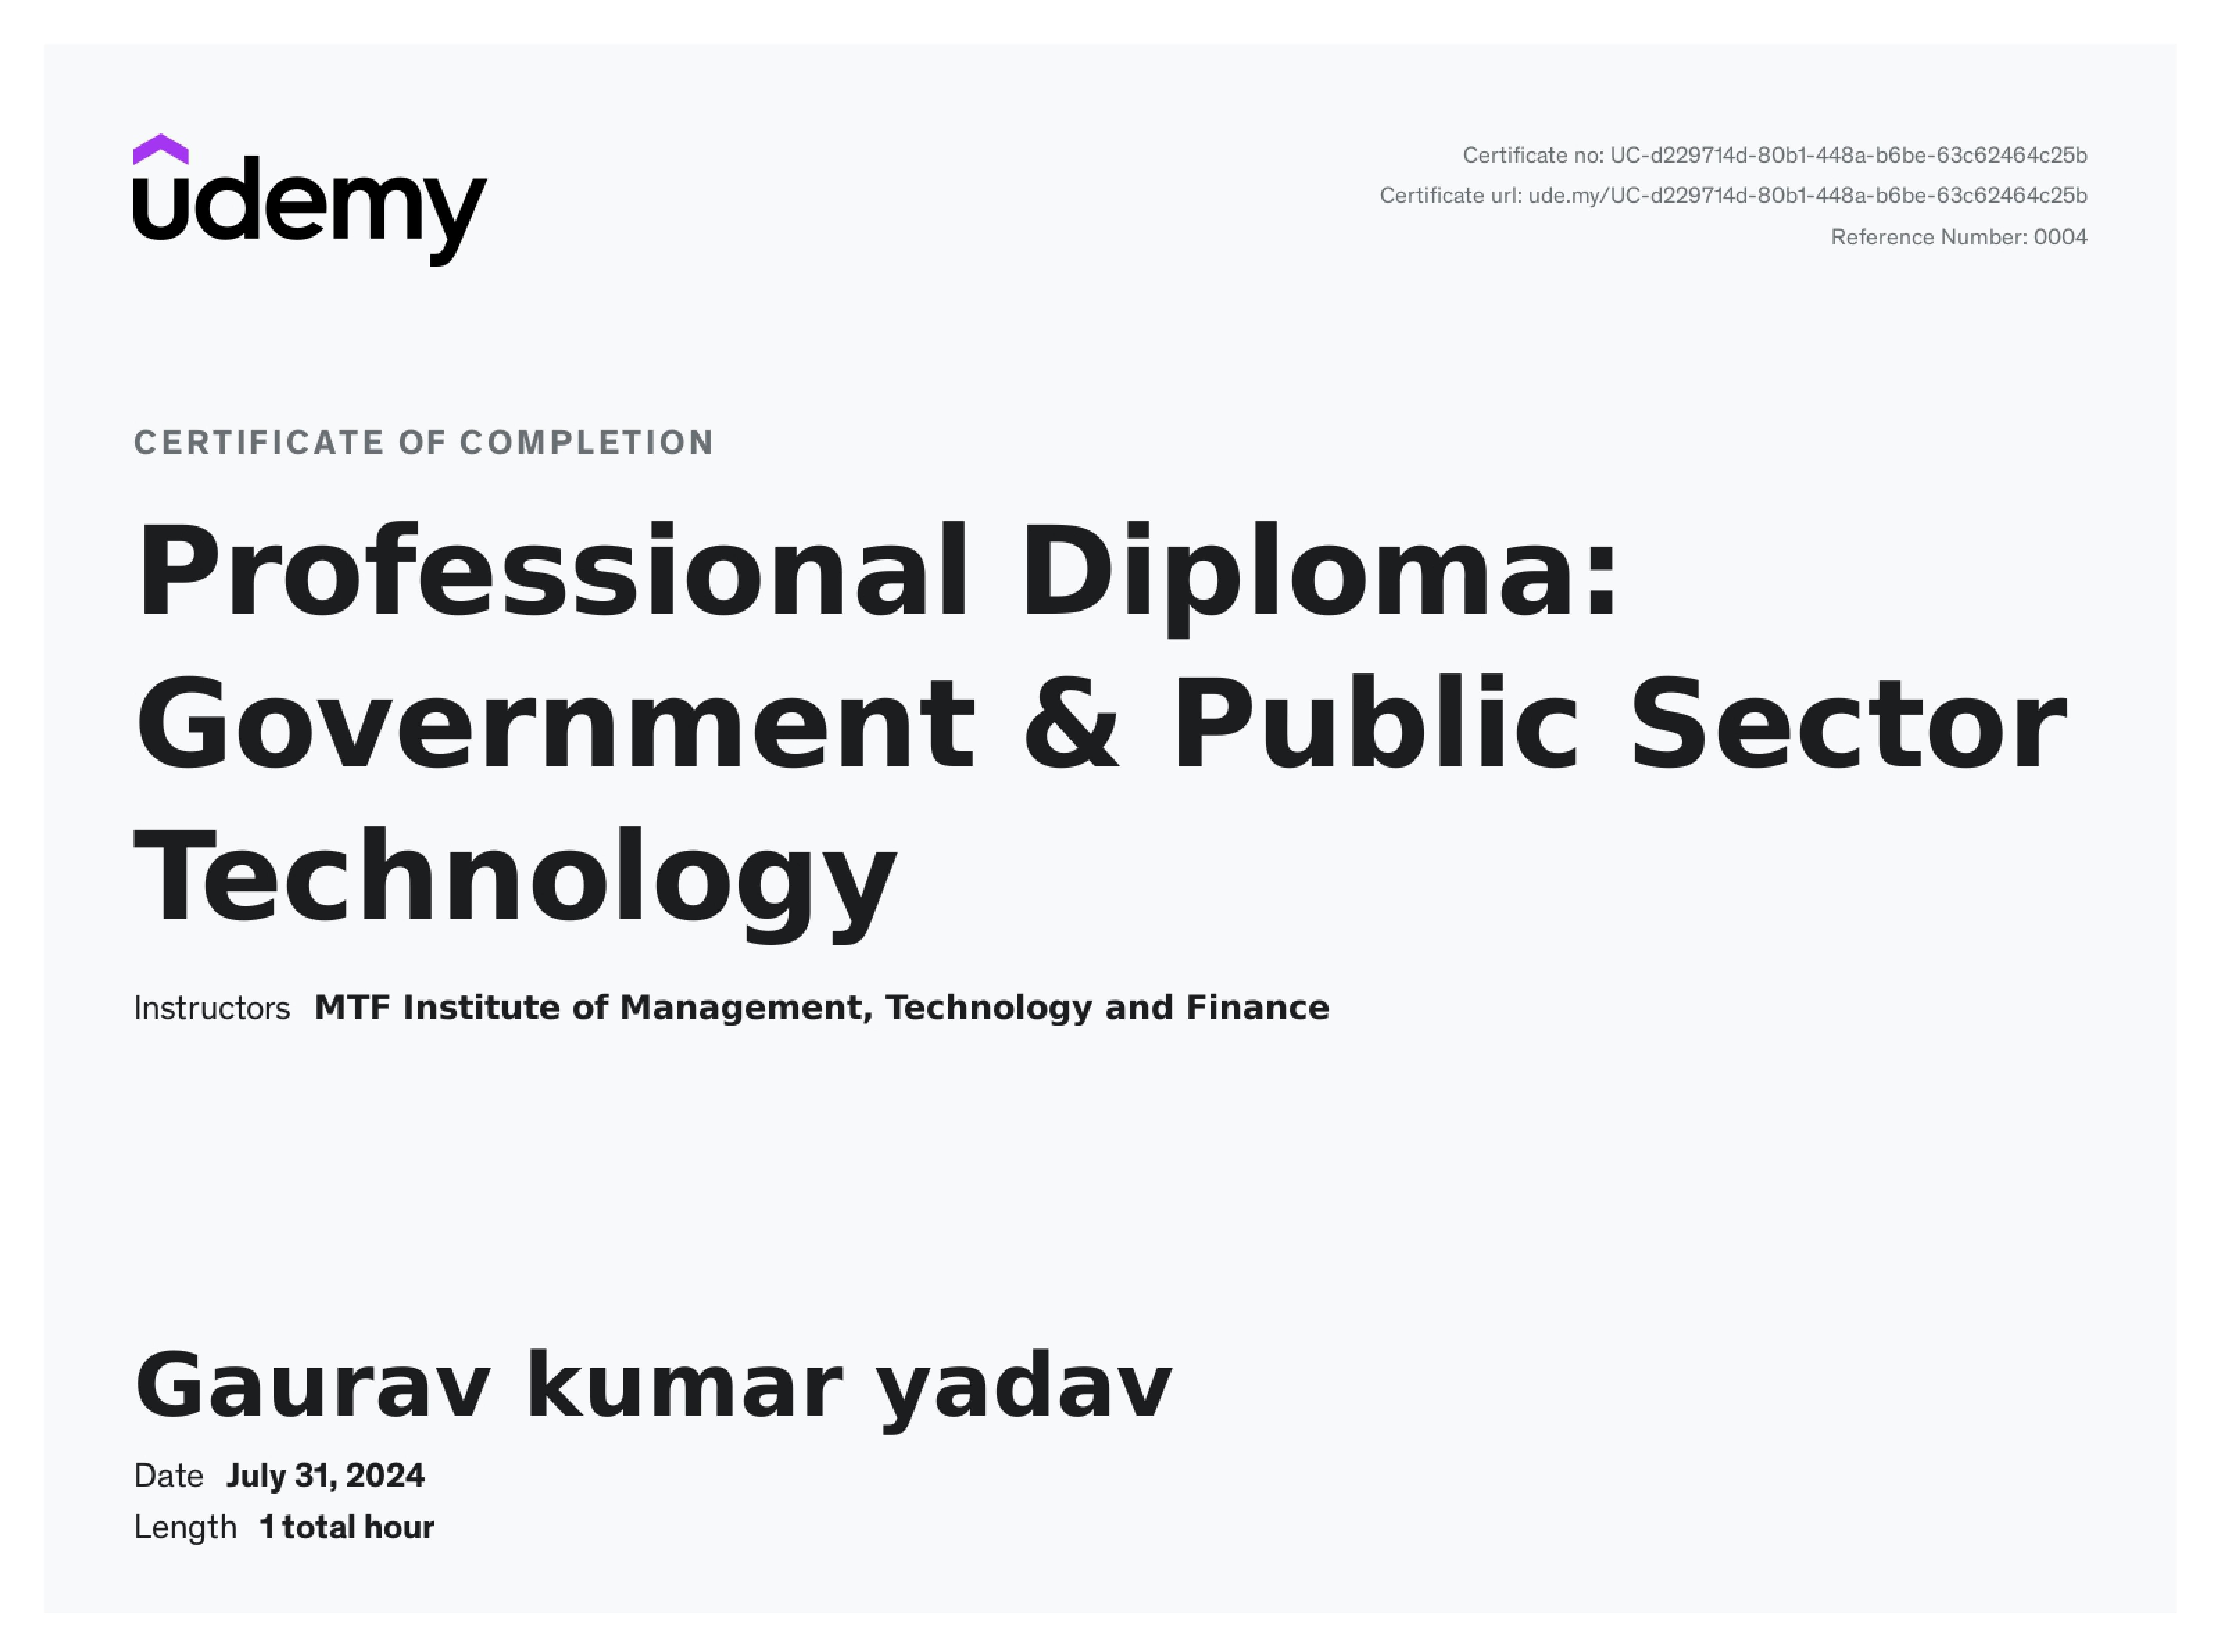 udemy
Certificate no: UC-d229714d-80b1-448a-b6be-63c62464c25b
Certificate url: ude.my/UC-d229714d-80b1-448a-b6be-63c62464c25b
Reference Number: 0004
CERTIFICATE OF COMPLETION
Professional Diploma:
Government & Public Sector
Technology
Instructors MTF Institute of Management, Technology and Finance
Gaurav kumar yadav
Date July 31, 2024
Length 1 total hour